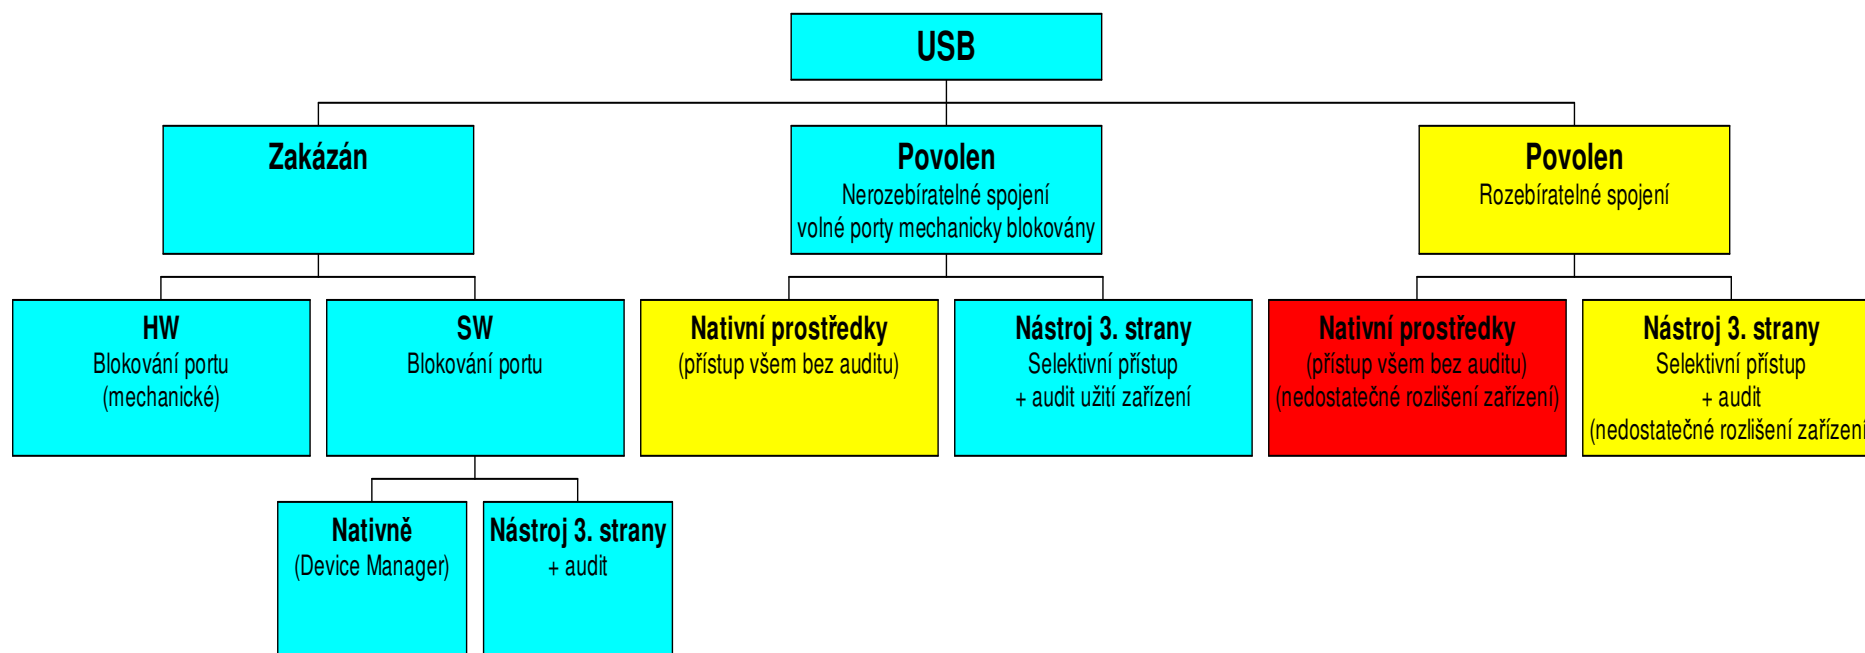 USB
Zakázán
Povolen
Nerozebíratelné spojení
volné porty mechanicky blokovány
Povolen
Rozebíratelné spojení
HW
Blokování portu
(mechanické)
SW
Blokování portu
Nativní prostředky
(přístup všem bez auditu)
Nástroj 3. strany
Selektivní přístup
+ audit užití zařízení
Nativní prostředky
(přístup všem bez auditu)
(nedostatečné rozlišení zařízení)
Nástroj 3. strany
Selektivní přístup
+ audit
(nedostatečné rozlišení zařízení
Nativně
(Device Manager)
Nástroj 3. strany
+ audit